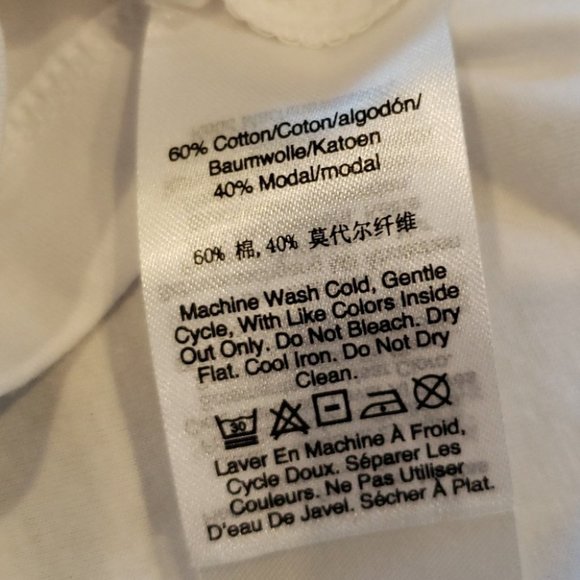 60% Cotton/Coton/algodón/
Baumwolle/Katoen
40% Modal/modal
60% 棉, 40% 莫代尔纤维
Machine Wash Cold, Gentle
Cycle, With Like Colors Inside
Out Only. Do Not Bleach. Dry
Flat. Cool Iron. Do Not Dry
Clean.
30
Laver En Machine À Froid,
Cycle Doux. Séparer Les
Couleurs. Ne Pas Utiliser
D'eau De Javel. Sécher À Plat.